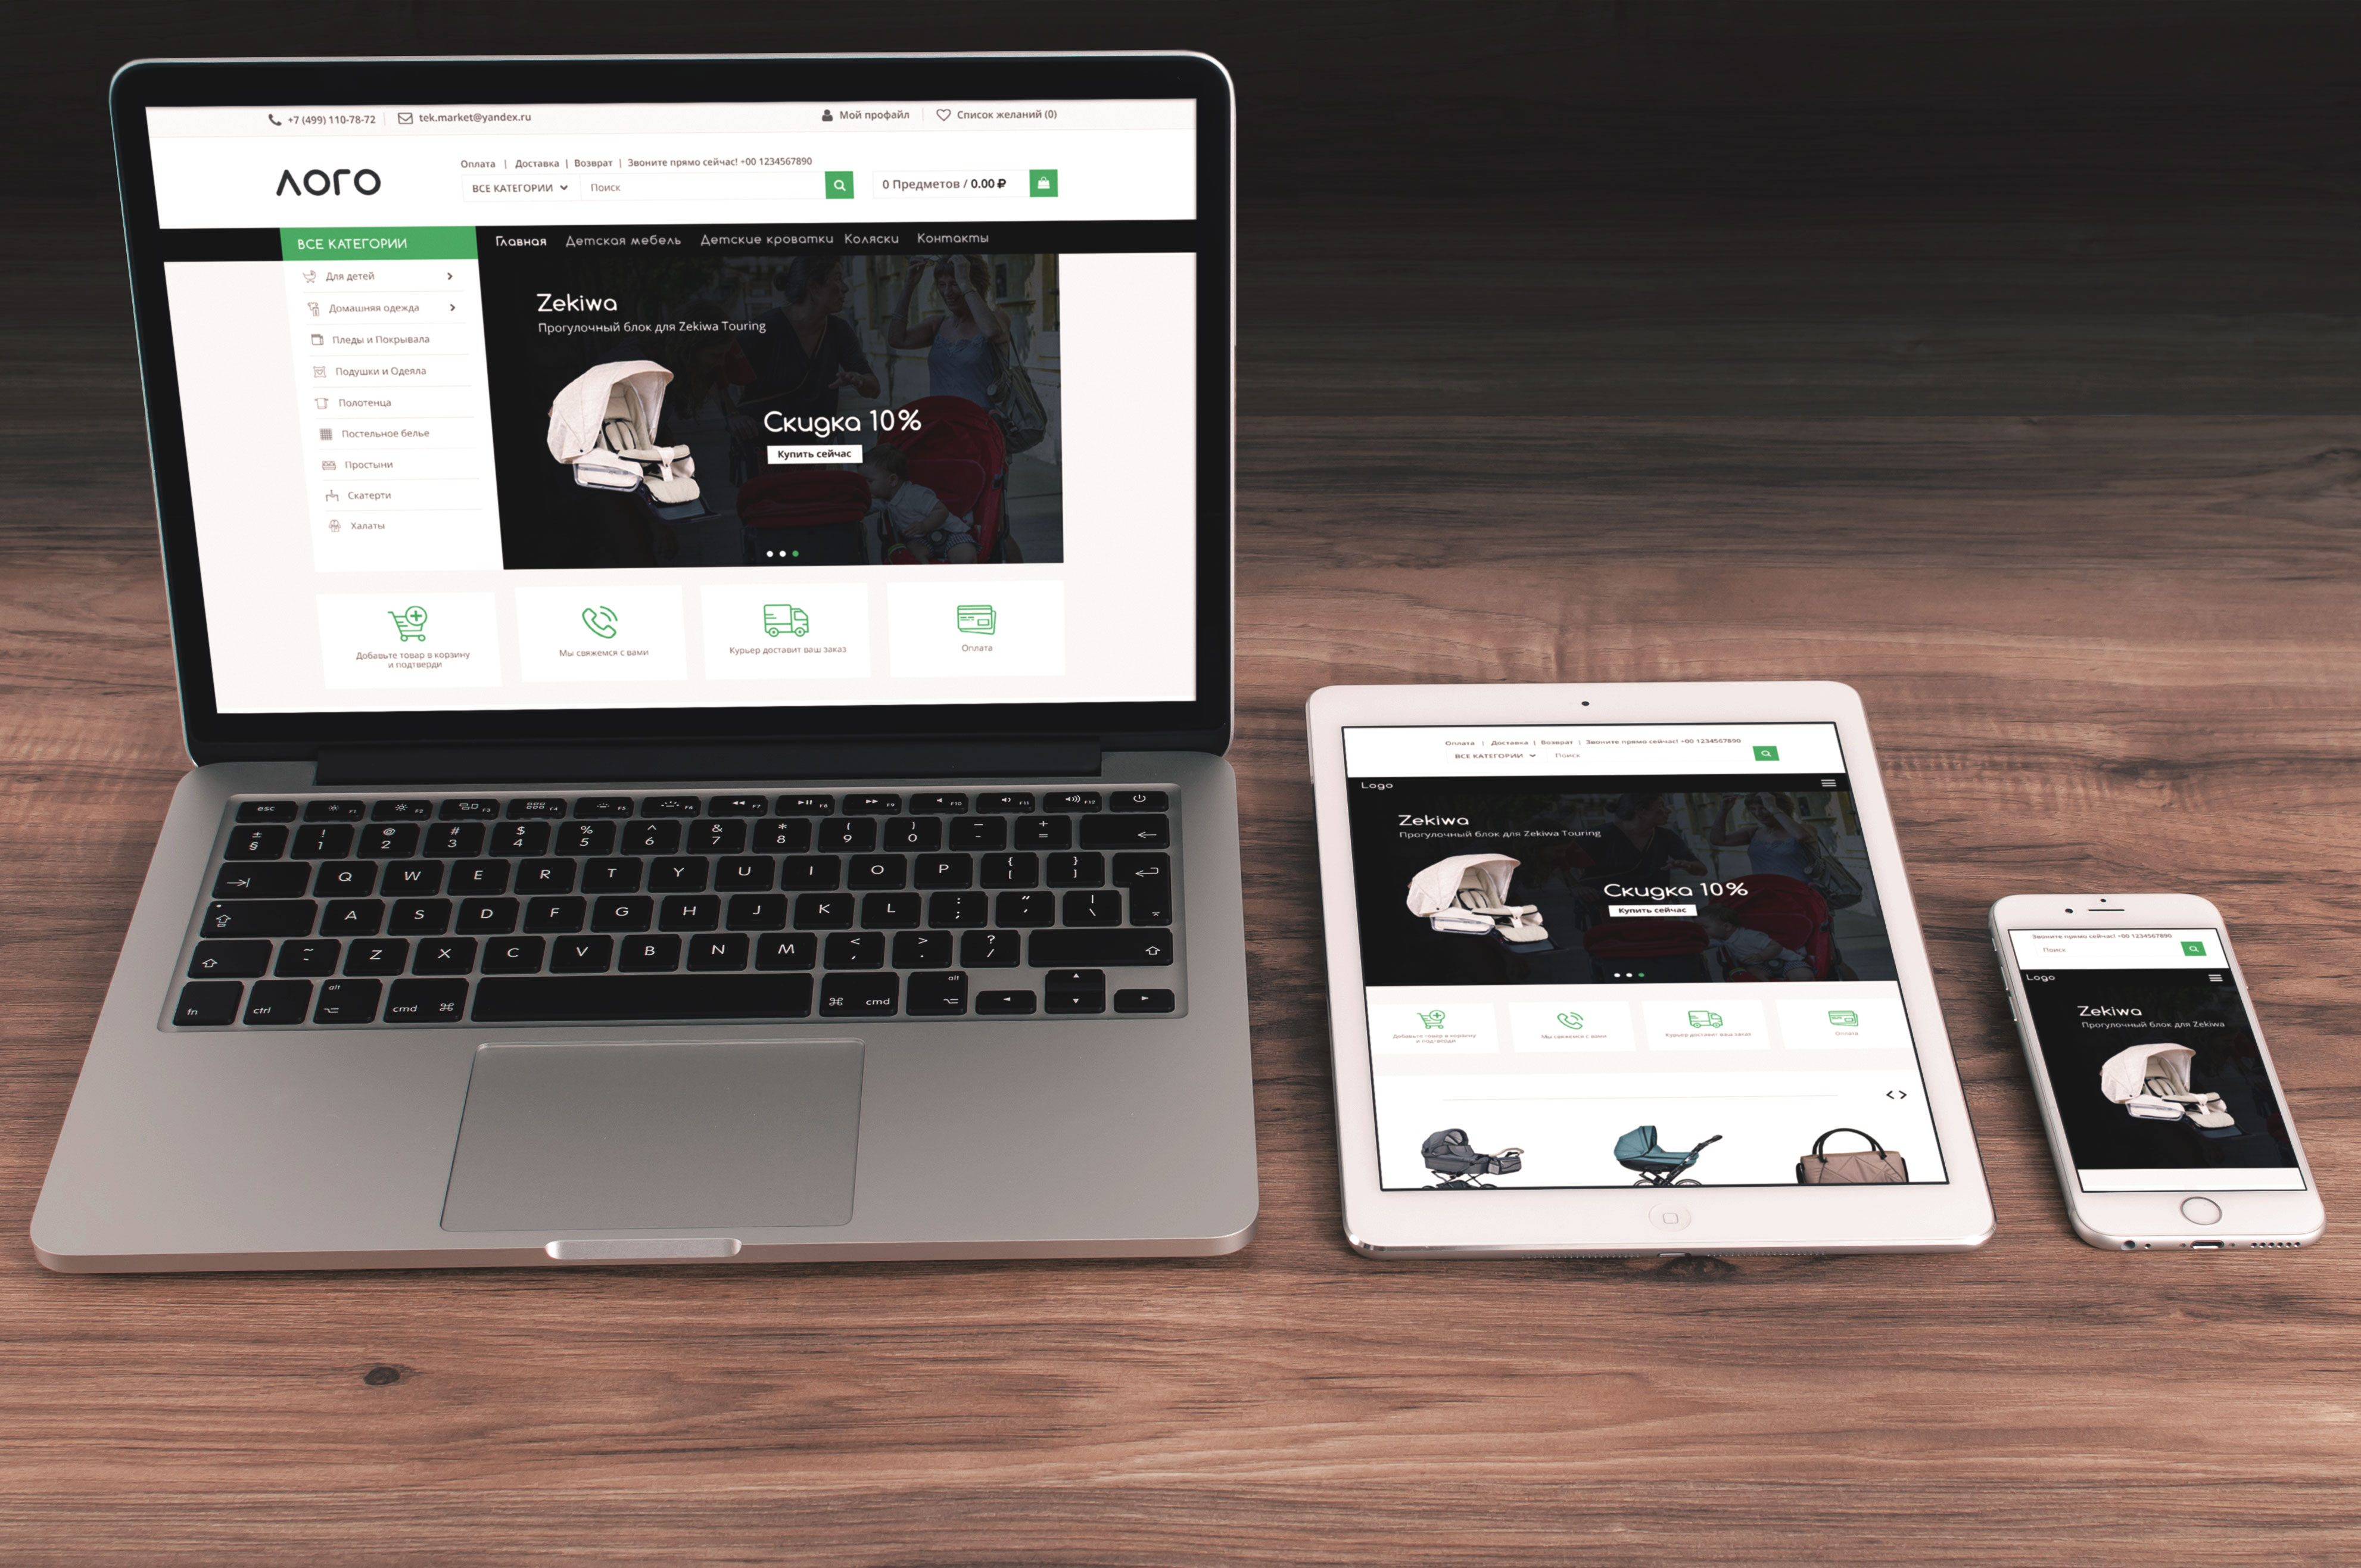 +7 (499) 110-78-72 tek.market@yandex.ru Мой профайл Список желаний (0)
лого
Оплата | Доставка | Возврат | Звоните прямо сейчас! +00 1234567890
ВСЕ КАТЕГОРИИ Поиск 0 Предметов / 0.00 ₽
ВСЕ КАТЕГОРИИ Главная Детская мебель Детские кроватки Коляски Контакты
Для детей
Домашняя одежда
Пледы и Покрывала
Подушки и Одеяла
Полотенца
Постельное белье
Простыни
Скатерти
Халаты
Zekiwa
Прогулочный блок для Zekiwa Touring
Скидка 10%
Купить сейчас
Добавьте товар в корзину
и подтверди
Мы свяжемся с вами
Курьер доставит ваш заказ
Оплата
esc F1 F2 F3 F4 F5 F6 F7 F8 F9 F10 F11 F12
± ! @ # $ % ^ & * ( ) – +
§ 1 2 3 4 5 6 7 8 9 0 - =
Q W E R T Y U I O P { [ } ]
A S D F G H J K L : ; " ' | \
~ Z X C V B N M < , > . ? /
fn ctrl alt cmd ⌘ ⌘ cmd alt
Оплата | Доставка | Возврат | Звоните прямо сейчас! +00 1234567890
ВСЕ КАТЕГОРИИ Поиск
Logo
Zekiwa
Прогулочный блок для Zekiwa Touring
Скидка 10%
Купить сейчас
Добавьте товар в корзину
и подтверди
Мы свяжемся с вами
Курьер доставит ваш заказ
Оплата
Звоните прямо сейчас! +00 1234567890
Поиск
Logo
Zekiwa
Прогулочный блок для Zekiwa